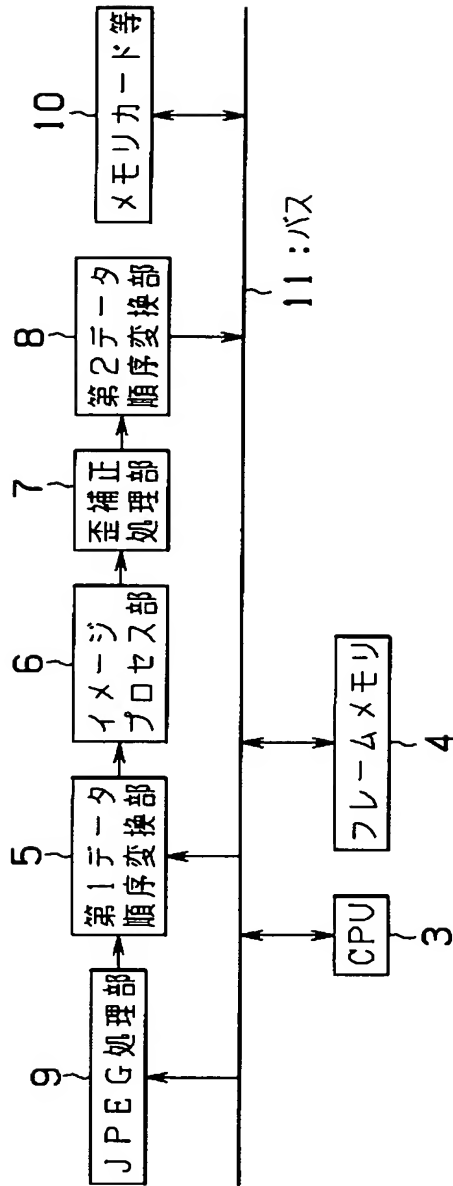 9
JPEG処理部
5
第1データ
順序変換部
6
イメージ
プロセス部
7
歪補正
処理部
8
第2データ
順序変換部
10
メモリカード等
11:バス
CPU
3
フレームメモリ
4